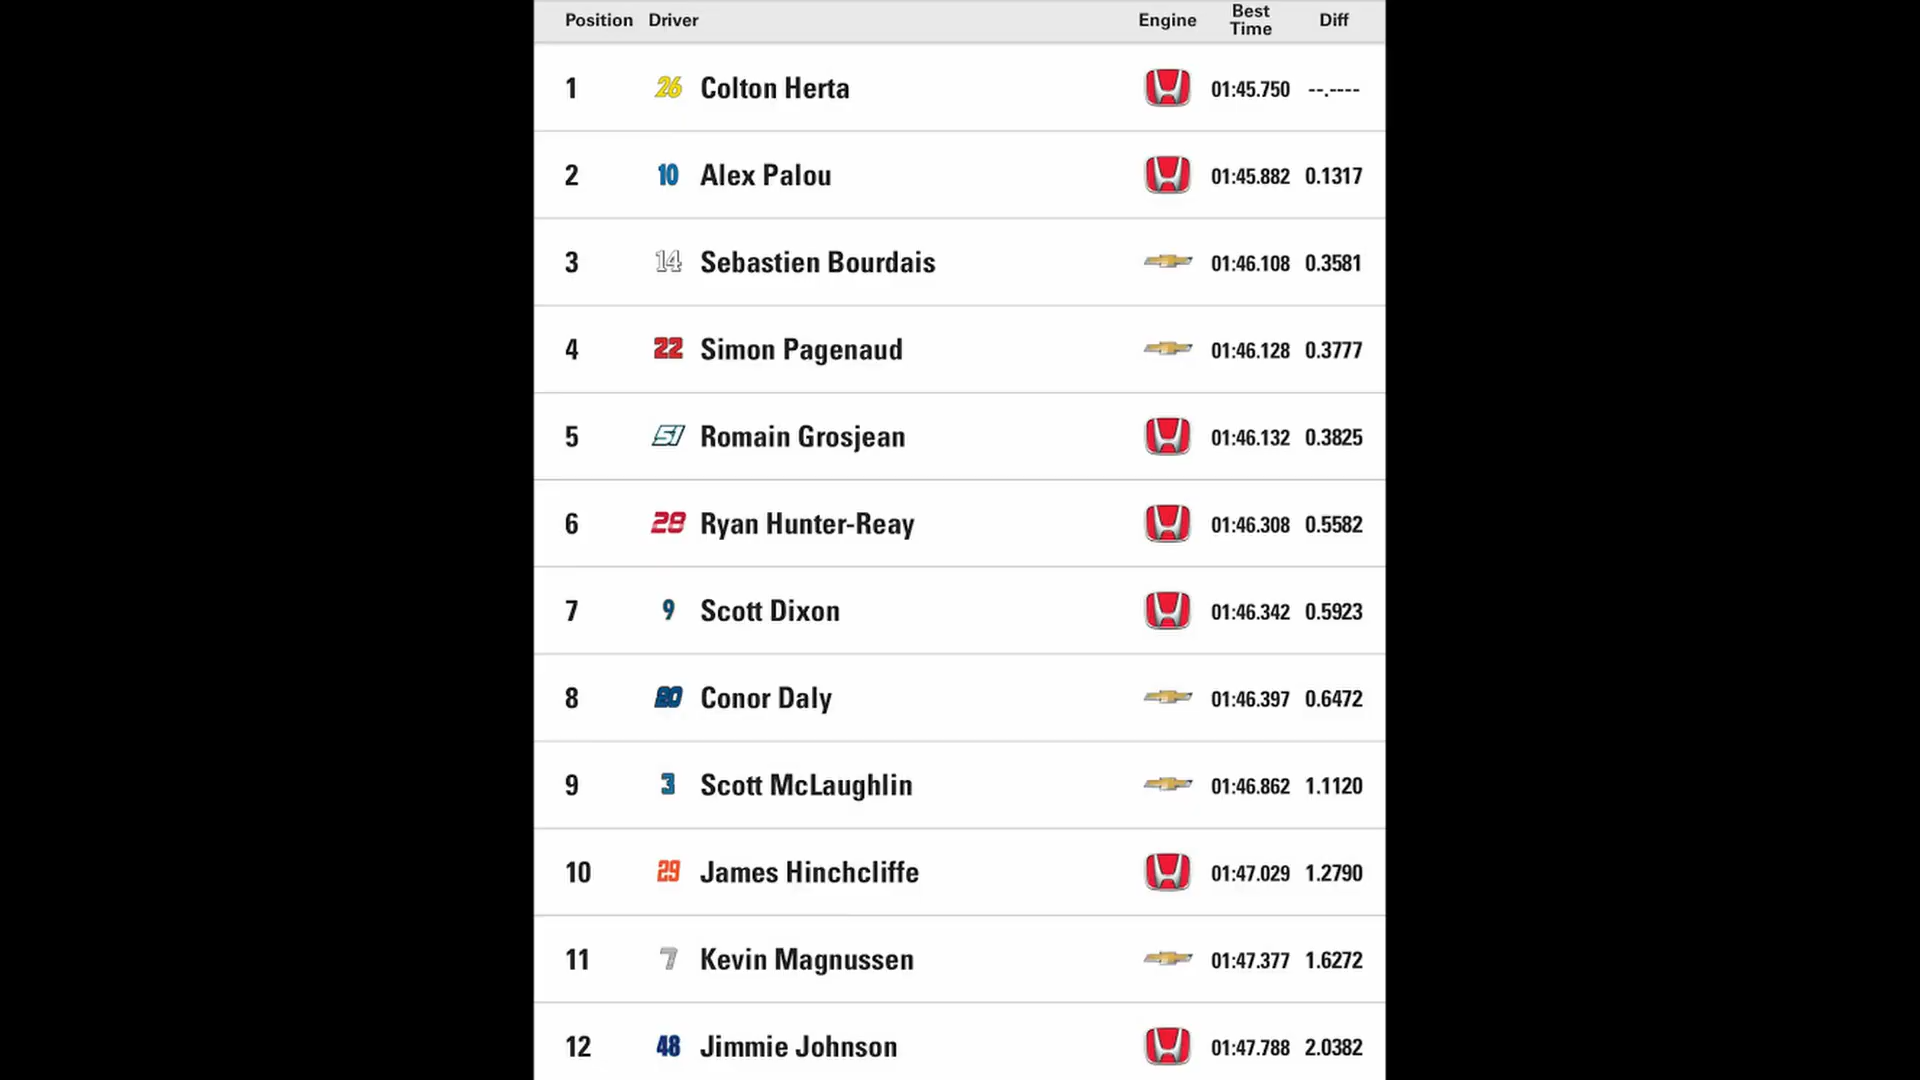 Position Driver Engine Best Time Diff
1 26 Colton Herta 01:45.750 --.----
2 10 Alex Palou 01:45.882 0.1317
3 14 Sebastien Bourdais 01:46.108 0.3581
4 22 Simon Pagenaud 01:46.128 0.3777
5 51 Romain Grosjean 01:46.132 0.3825
6 28 Ryan Hunter-Reay 01:46.308 0.5582
7 9 Scott Dixon 01:46.342 0.5923
8 20 Conor Daly 01:46.397 0.6472
9 3 Scott McLaughlin 01:46.862 1.1120
10 29 James Hinchcliffe 01:47.029 1.2790
11 7 Kevin Magnussen 01:47.377 1.6272
12 48 Jimmie Johnson 01:47.788 2.0382